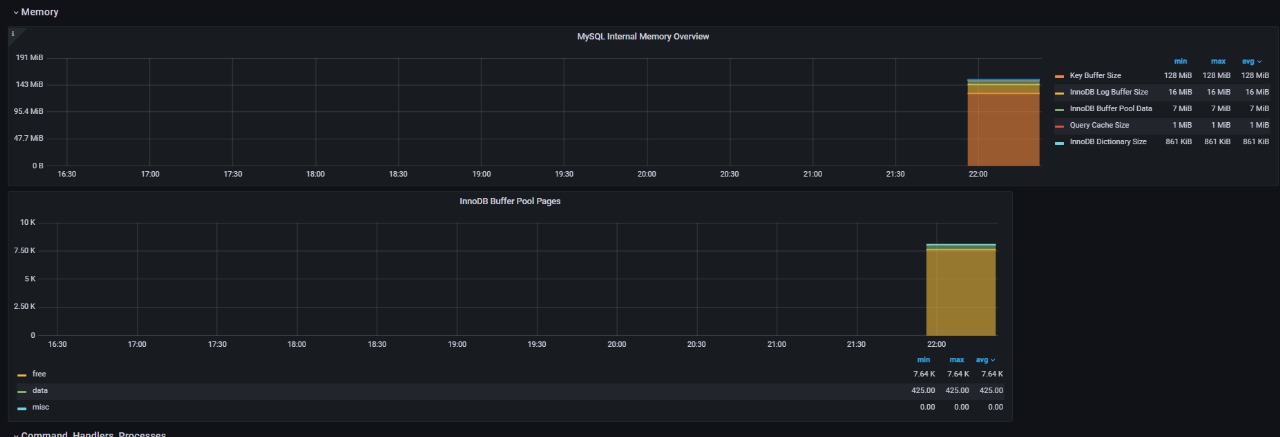 Memory
i
MySQL Internal Memory Overview
min max avg
191 MiB
143 MiB
95.4 MiB
47.7 MiB
0 B
16:30 17:00 17:30 18:00 18:30 19:00 19:30 20:00 20:30 21:00 21:30 22:00
Key Buffer Size 128 MiB 128 MiB 128 MiB
InnoDB Log Buffer Size 16 MiB 16 MiB 16 MiB
InnoDB Buffer Pool Data 7 MiB 7 MiB 7 MiB
Query Cache Size 1 MiB 1 MiB 1 MiB
InnoDB Dictionary Size 861 KiB 861 KiB 861 KiB
InnoDB Buffer Pool Pages
10 K
7.50 K
5 K
2.50 K
0
16:30 17:00 17:30 18:00 18:30 19:00 19:30 20:00 20:30 21:00 21:30 22:00
min max avg
free 7.64 K 7.64 K 7.64 K
data 425.00 425.00 425.00
misc 0.00 0.00 0.00
Command, Handlers, Processes